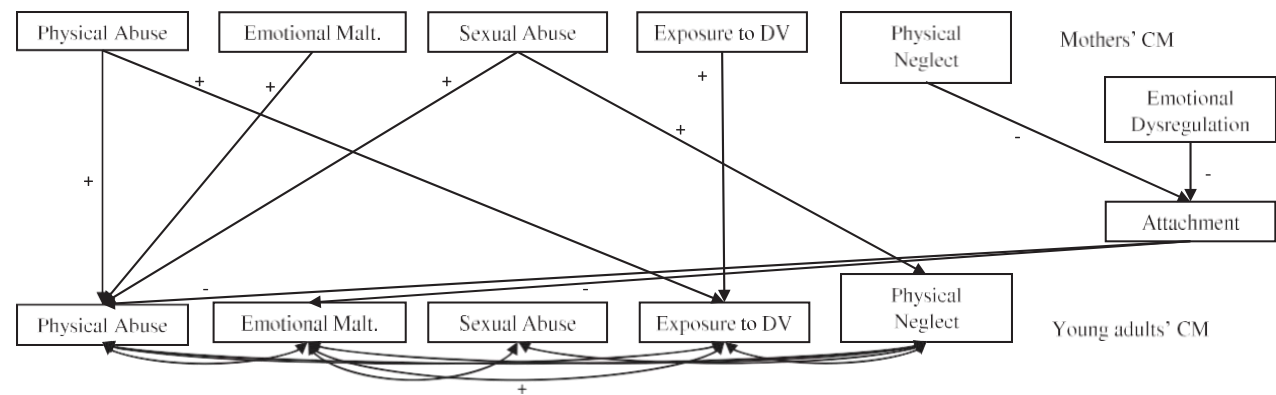 Physical Abuse
Emotional Malt.
Sexual Abuse
Exposure to DV
Physical
Neglect
Mothers' CM
Emotional
Dysregulation
+
+
+
+
+
+
-
-
Attachment
-
-
Physical Abuse
Emotional Malt.
Sexual Abuse
Exposure to DV
Physical
Neglect
Young adults' CM
+